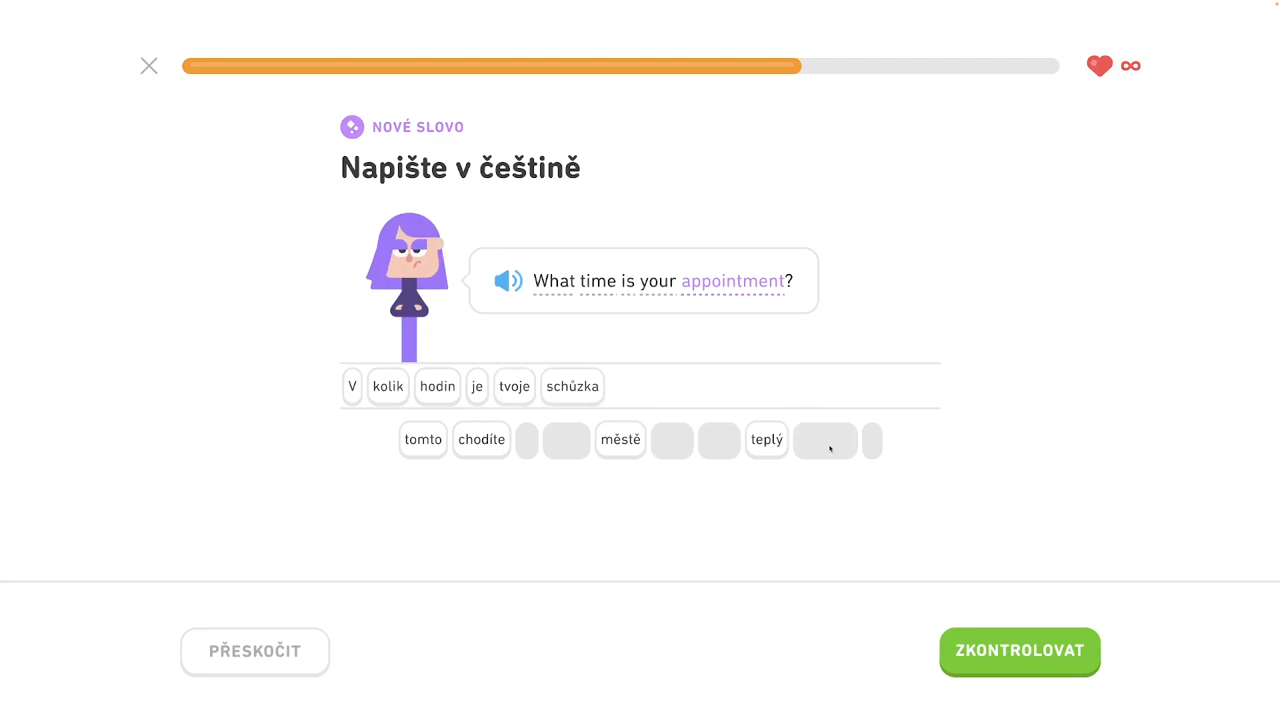 NOVÉ SLOVO
Napište v češtině
What time is your appointment?
V kolik hodin je tvoje schůzka
tomto chodíte městě teplý
PŘESKOČIT
ZKONTROLOVAT